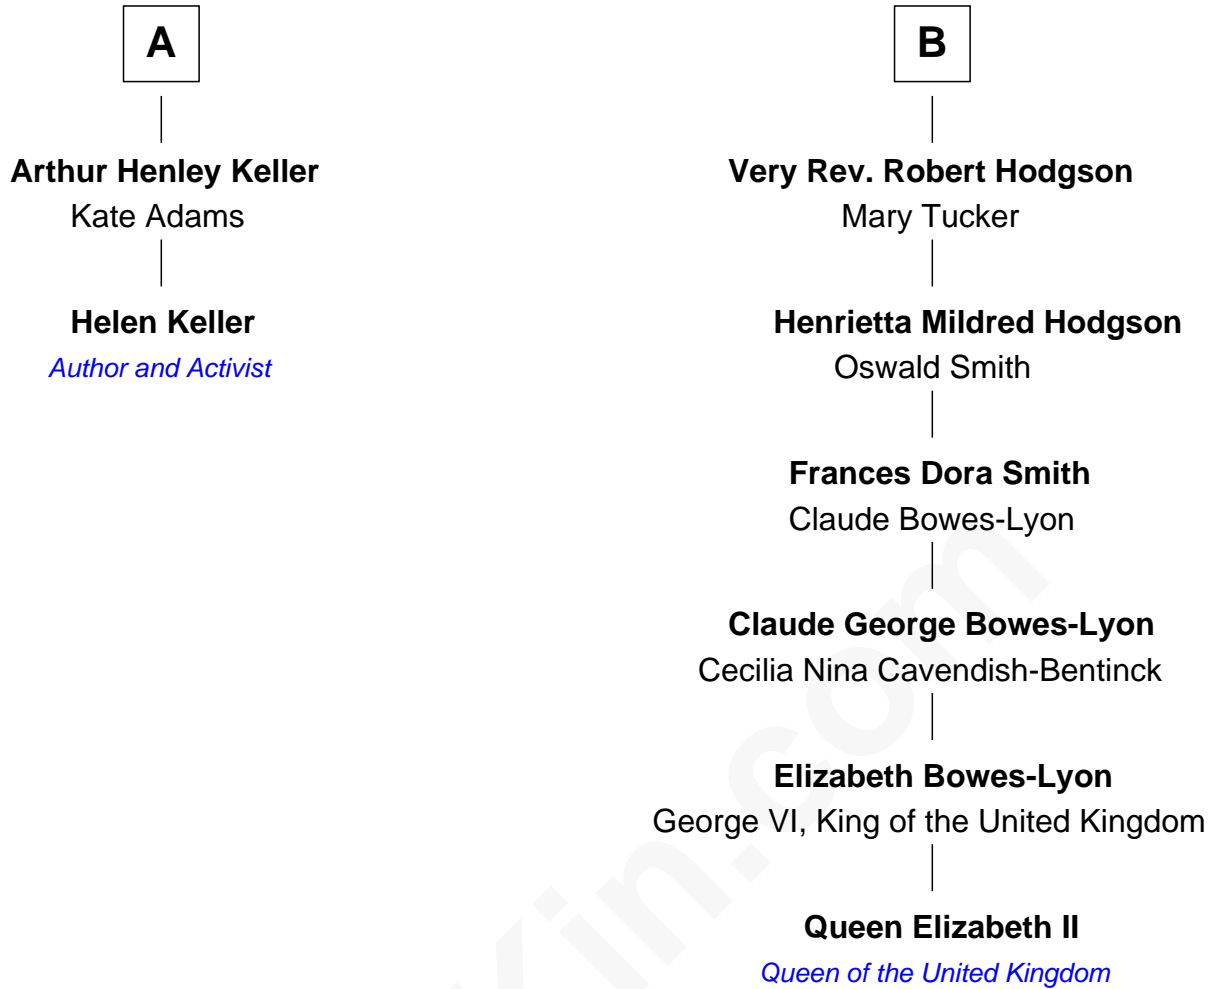 A
Arthur Henley Keller
Kate Adams
Helen Keller
Author and Activist
B
Very Rev. Robert Hodgson
Mary Tucker
Henrietta Mildred Hodgson
Oswald Smith
Frances Dora Smith
Claude Bowes-Lyon
Claude George Bowes-Lyon
Cecilia Nina Cavendish-Bentinck
Elizabeth Bowes-Lyon
George VI, King of the United Kingdom
Queen Elizabeth II
Queen of the United Kingdom
Kin.com